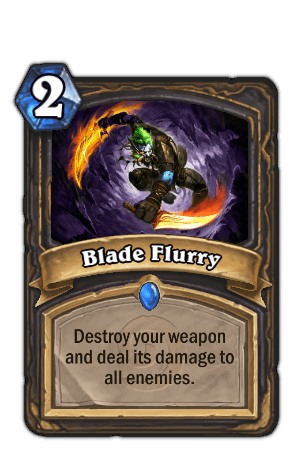 2
Blade Flurry
Destroy your weapon
and deal its damage to
all enemies.